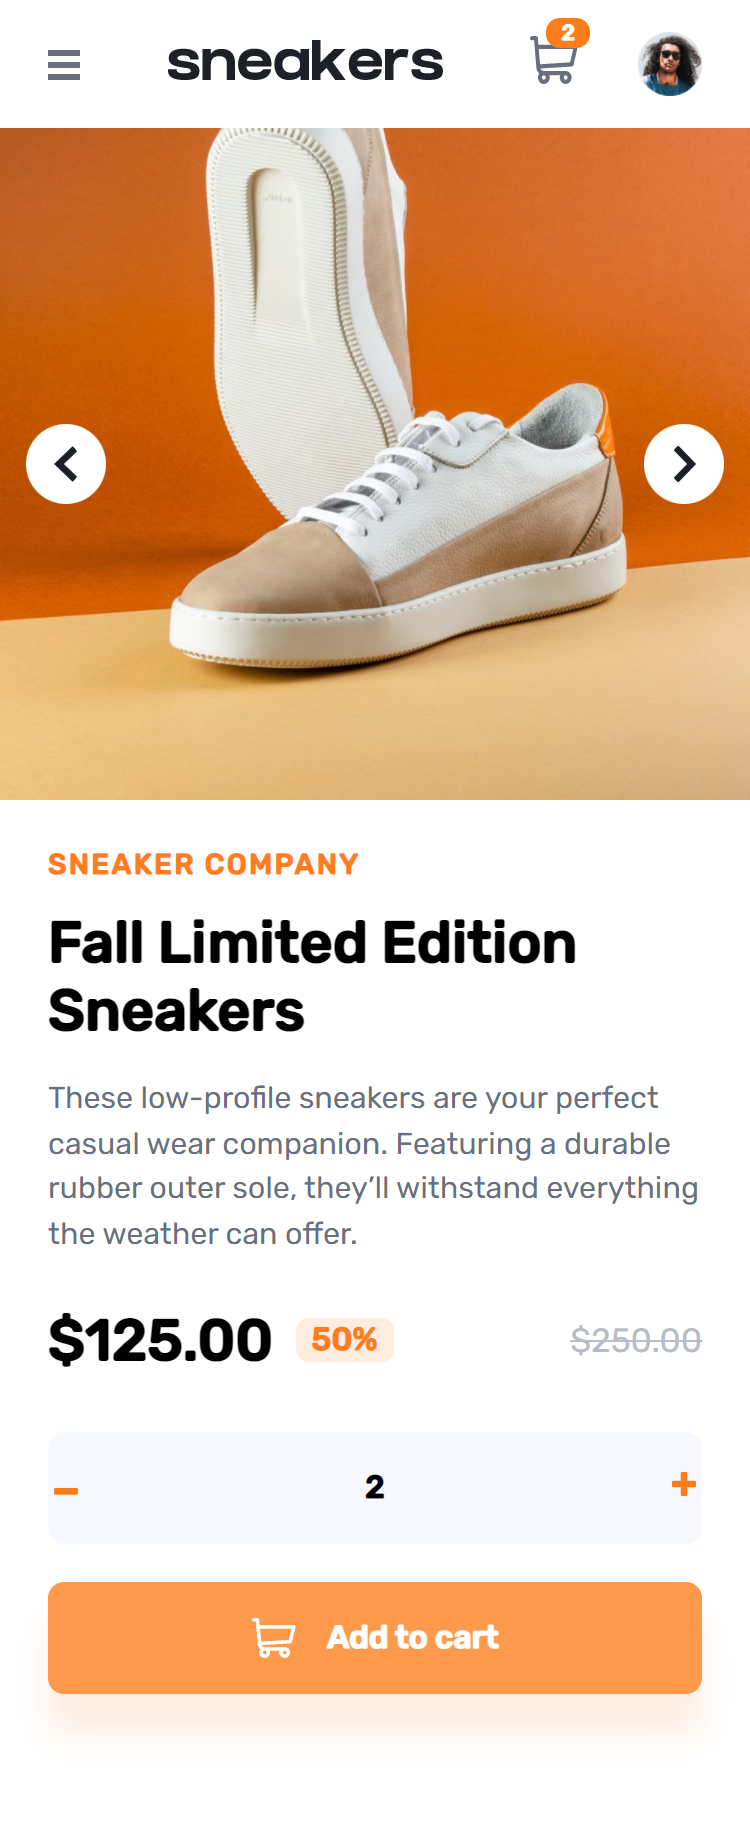 sneakers
2
SNEAKER COMPANY
Fall Limited Edition
Sneakers
These low-profile sneakers are your perfect
casual wear companion. Featuring a durable
rubber outer sole, they’ll withstand everything
the weather can offer.
$125.00 50% $250.00
2
Add to cart